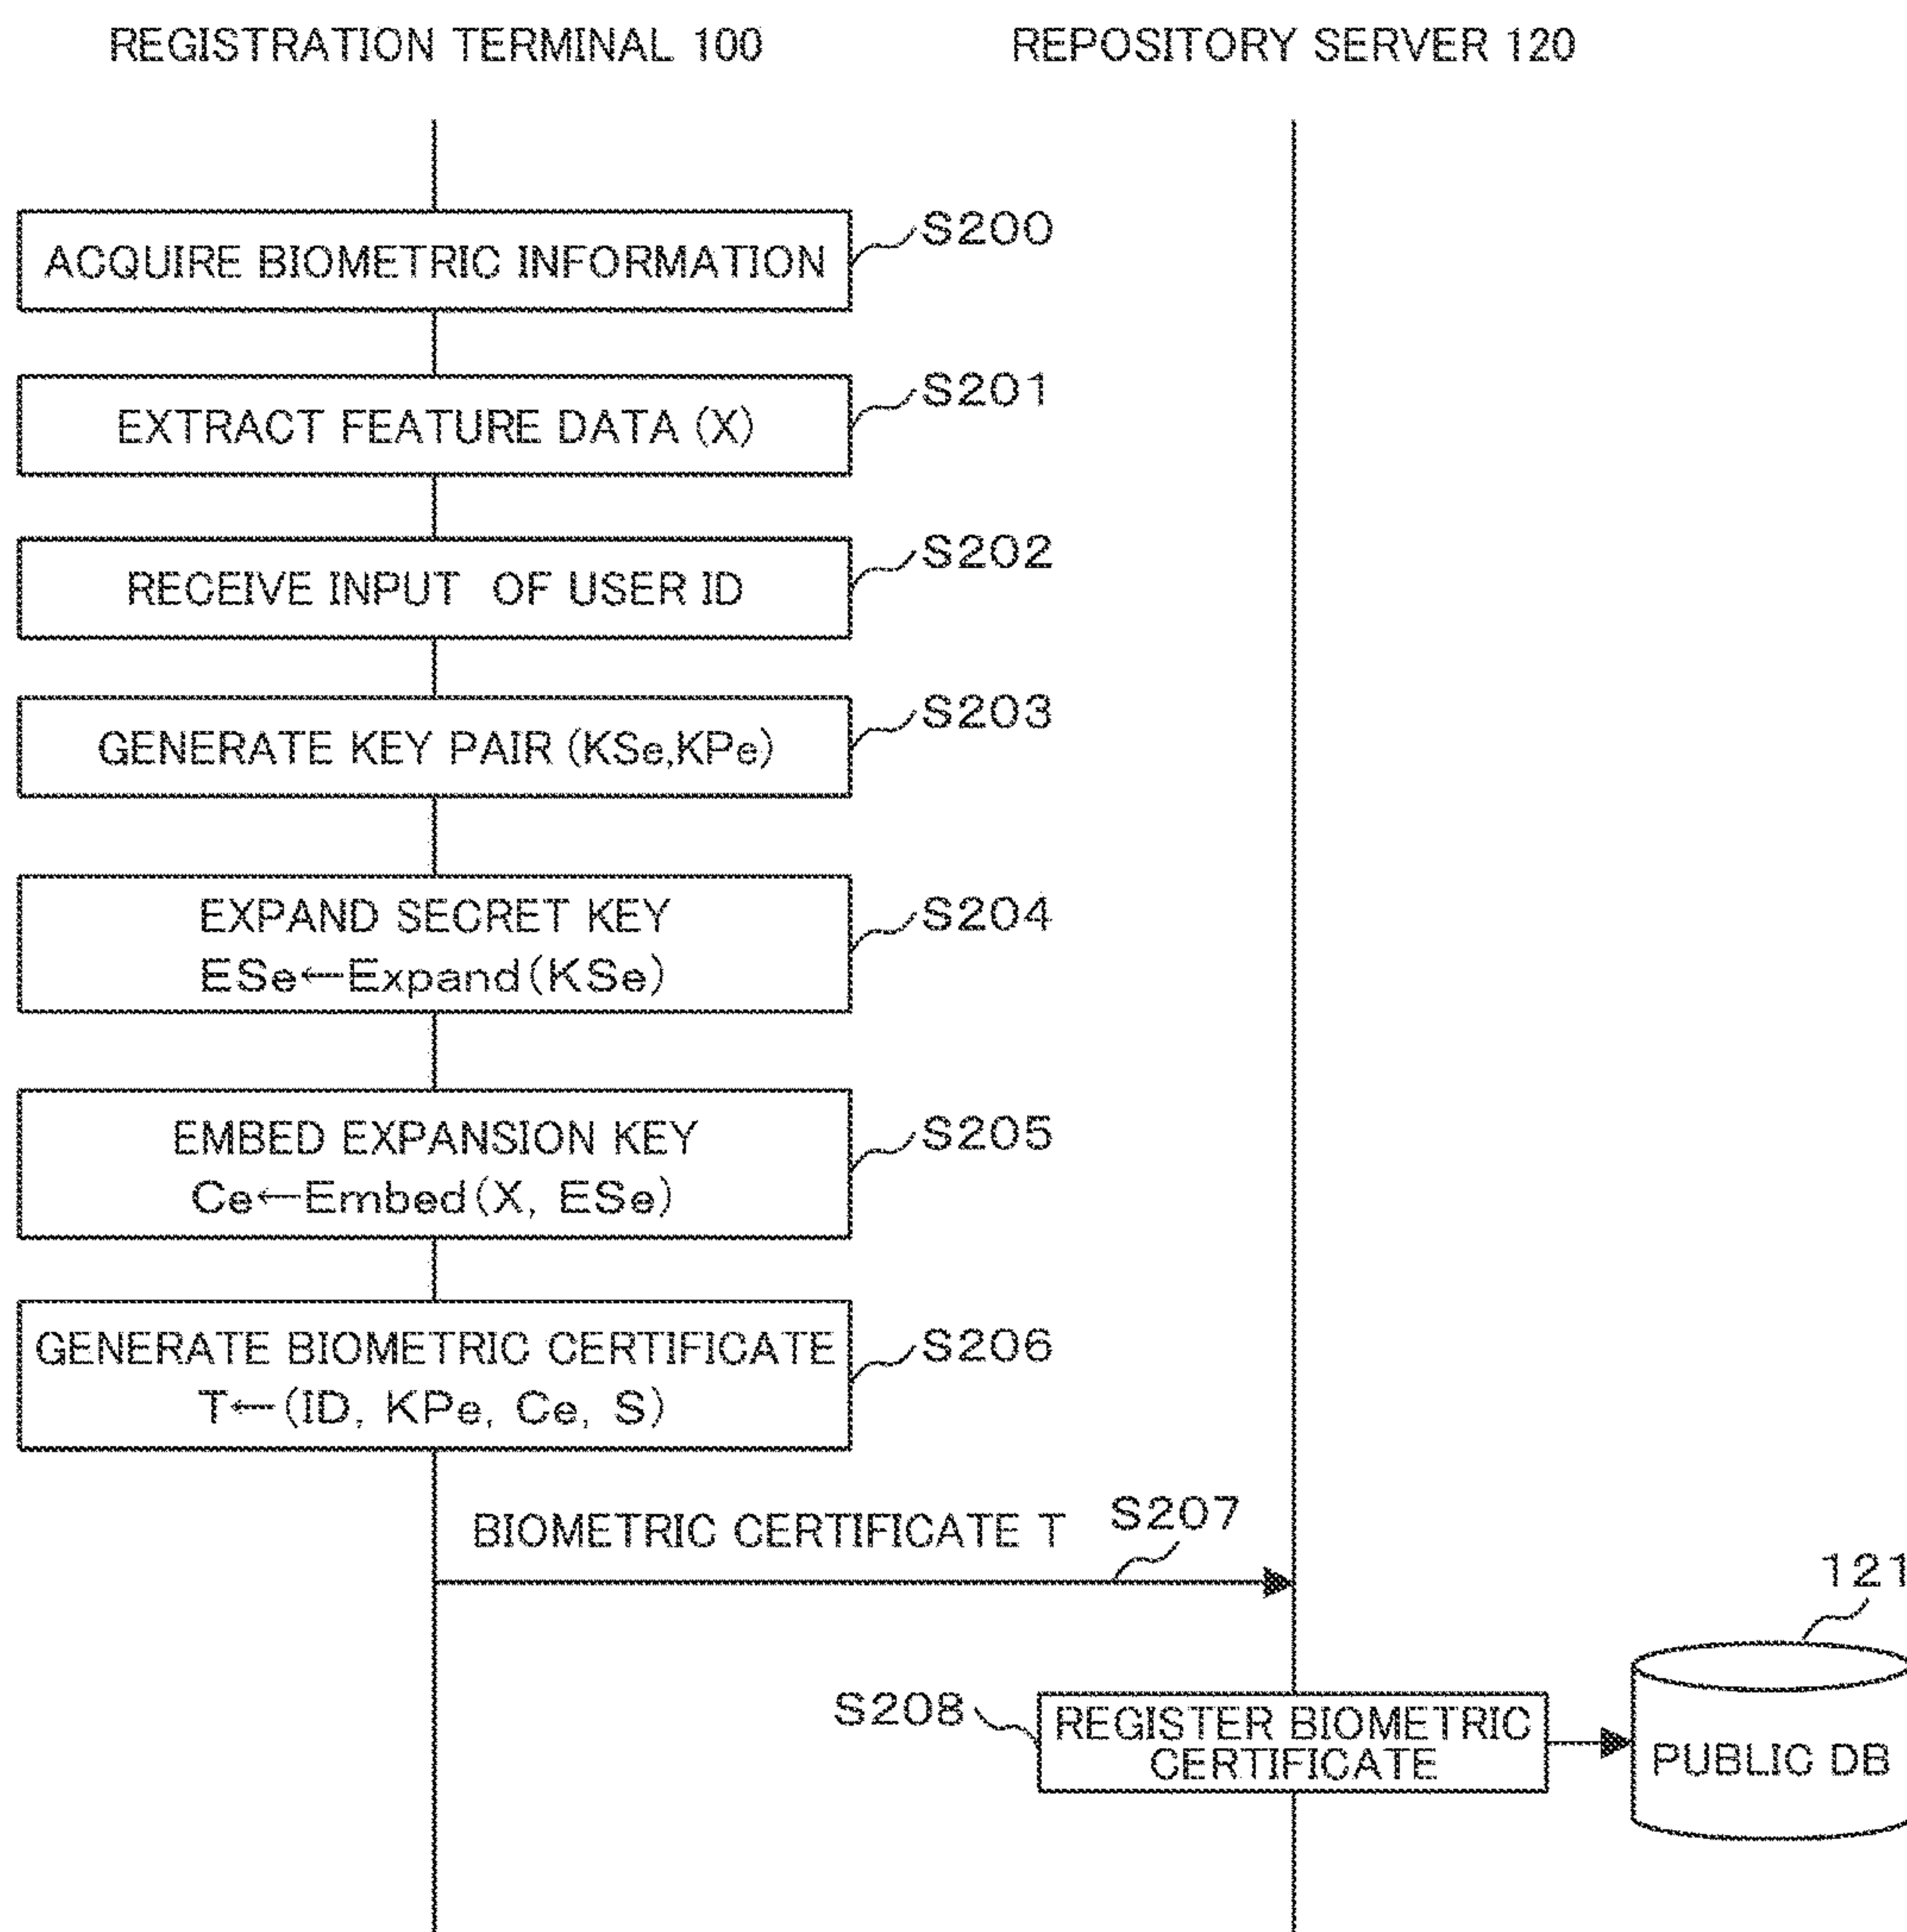 REGISTRATION TERMINAL 100
REPOSITORY SERVER 120
ACQUIRE BIOMETRIC INFORMATION
S200
EXTRACT FEATURE DATA (X)
S201
RECEIVE INPUT OF USER ID
S202
GENERATE KEY PAIR (KSe,KPe)
S203
EXPAND SECRET KEY
ESe←Expand(KSe)
S204
EMBED EXPANSION KEY
Ce←Embed(X, ESe)
S205
GENERATE BIOMETRIC CERTIFICATE
T←(ID, KPe, Ce, S)
S206
BIOMETRIC CERTIFICATE T
S207
121
S208
REGISTER BIOMETRIC
CERTIFICATE
PUBLIC DB